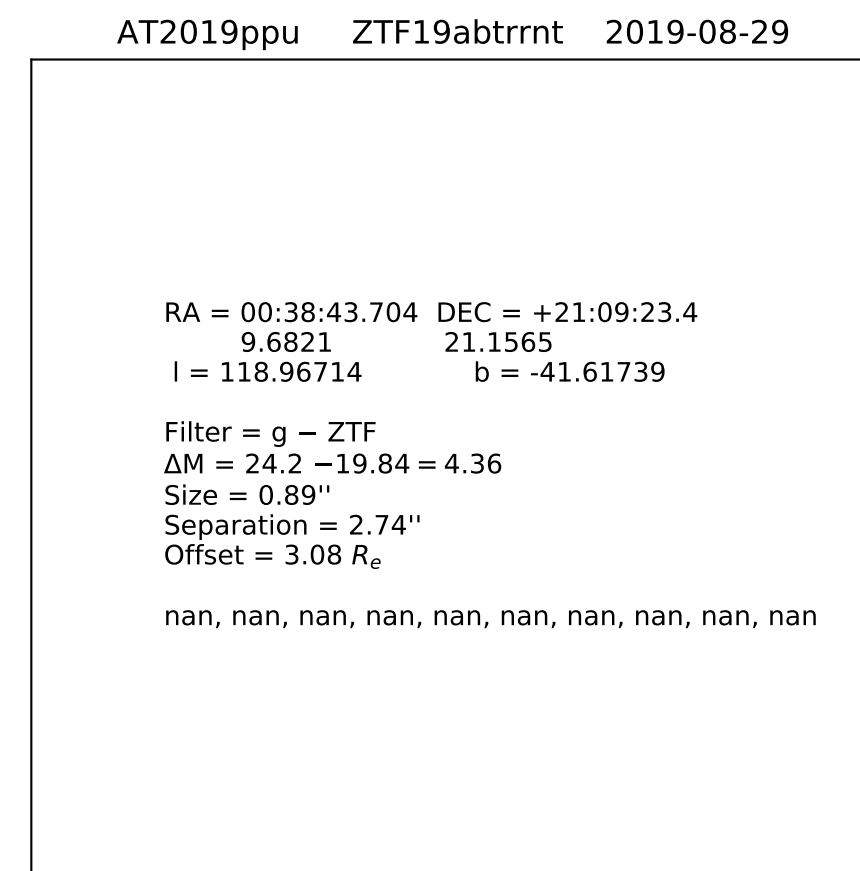 AT2019ppu ZTF19abtrrnt 2019-08-29
RA = 00:38:43.704 DEC = +21:09:23.4
9.6821 21.1565
l = 118.96714 b = -41.61739
Filter = g − ZTF
ΔM = 24.2 −19.84 = 4.36
Size = 0.89''
Separation = 2.74''
Offset = 3.08 Re
nan, nan, nan, nan, nan, nan, nan, nan, nan, nan